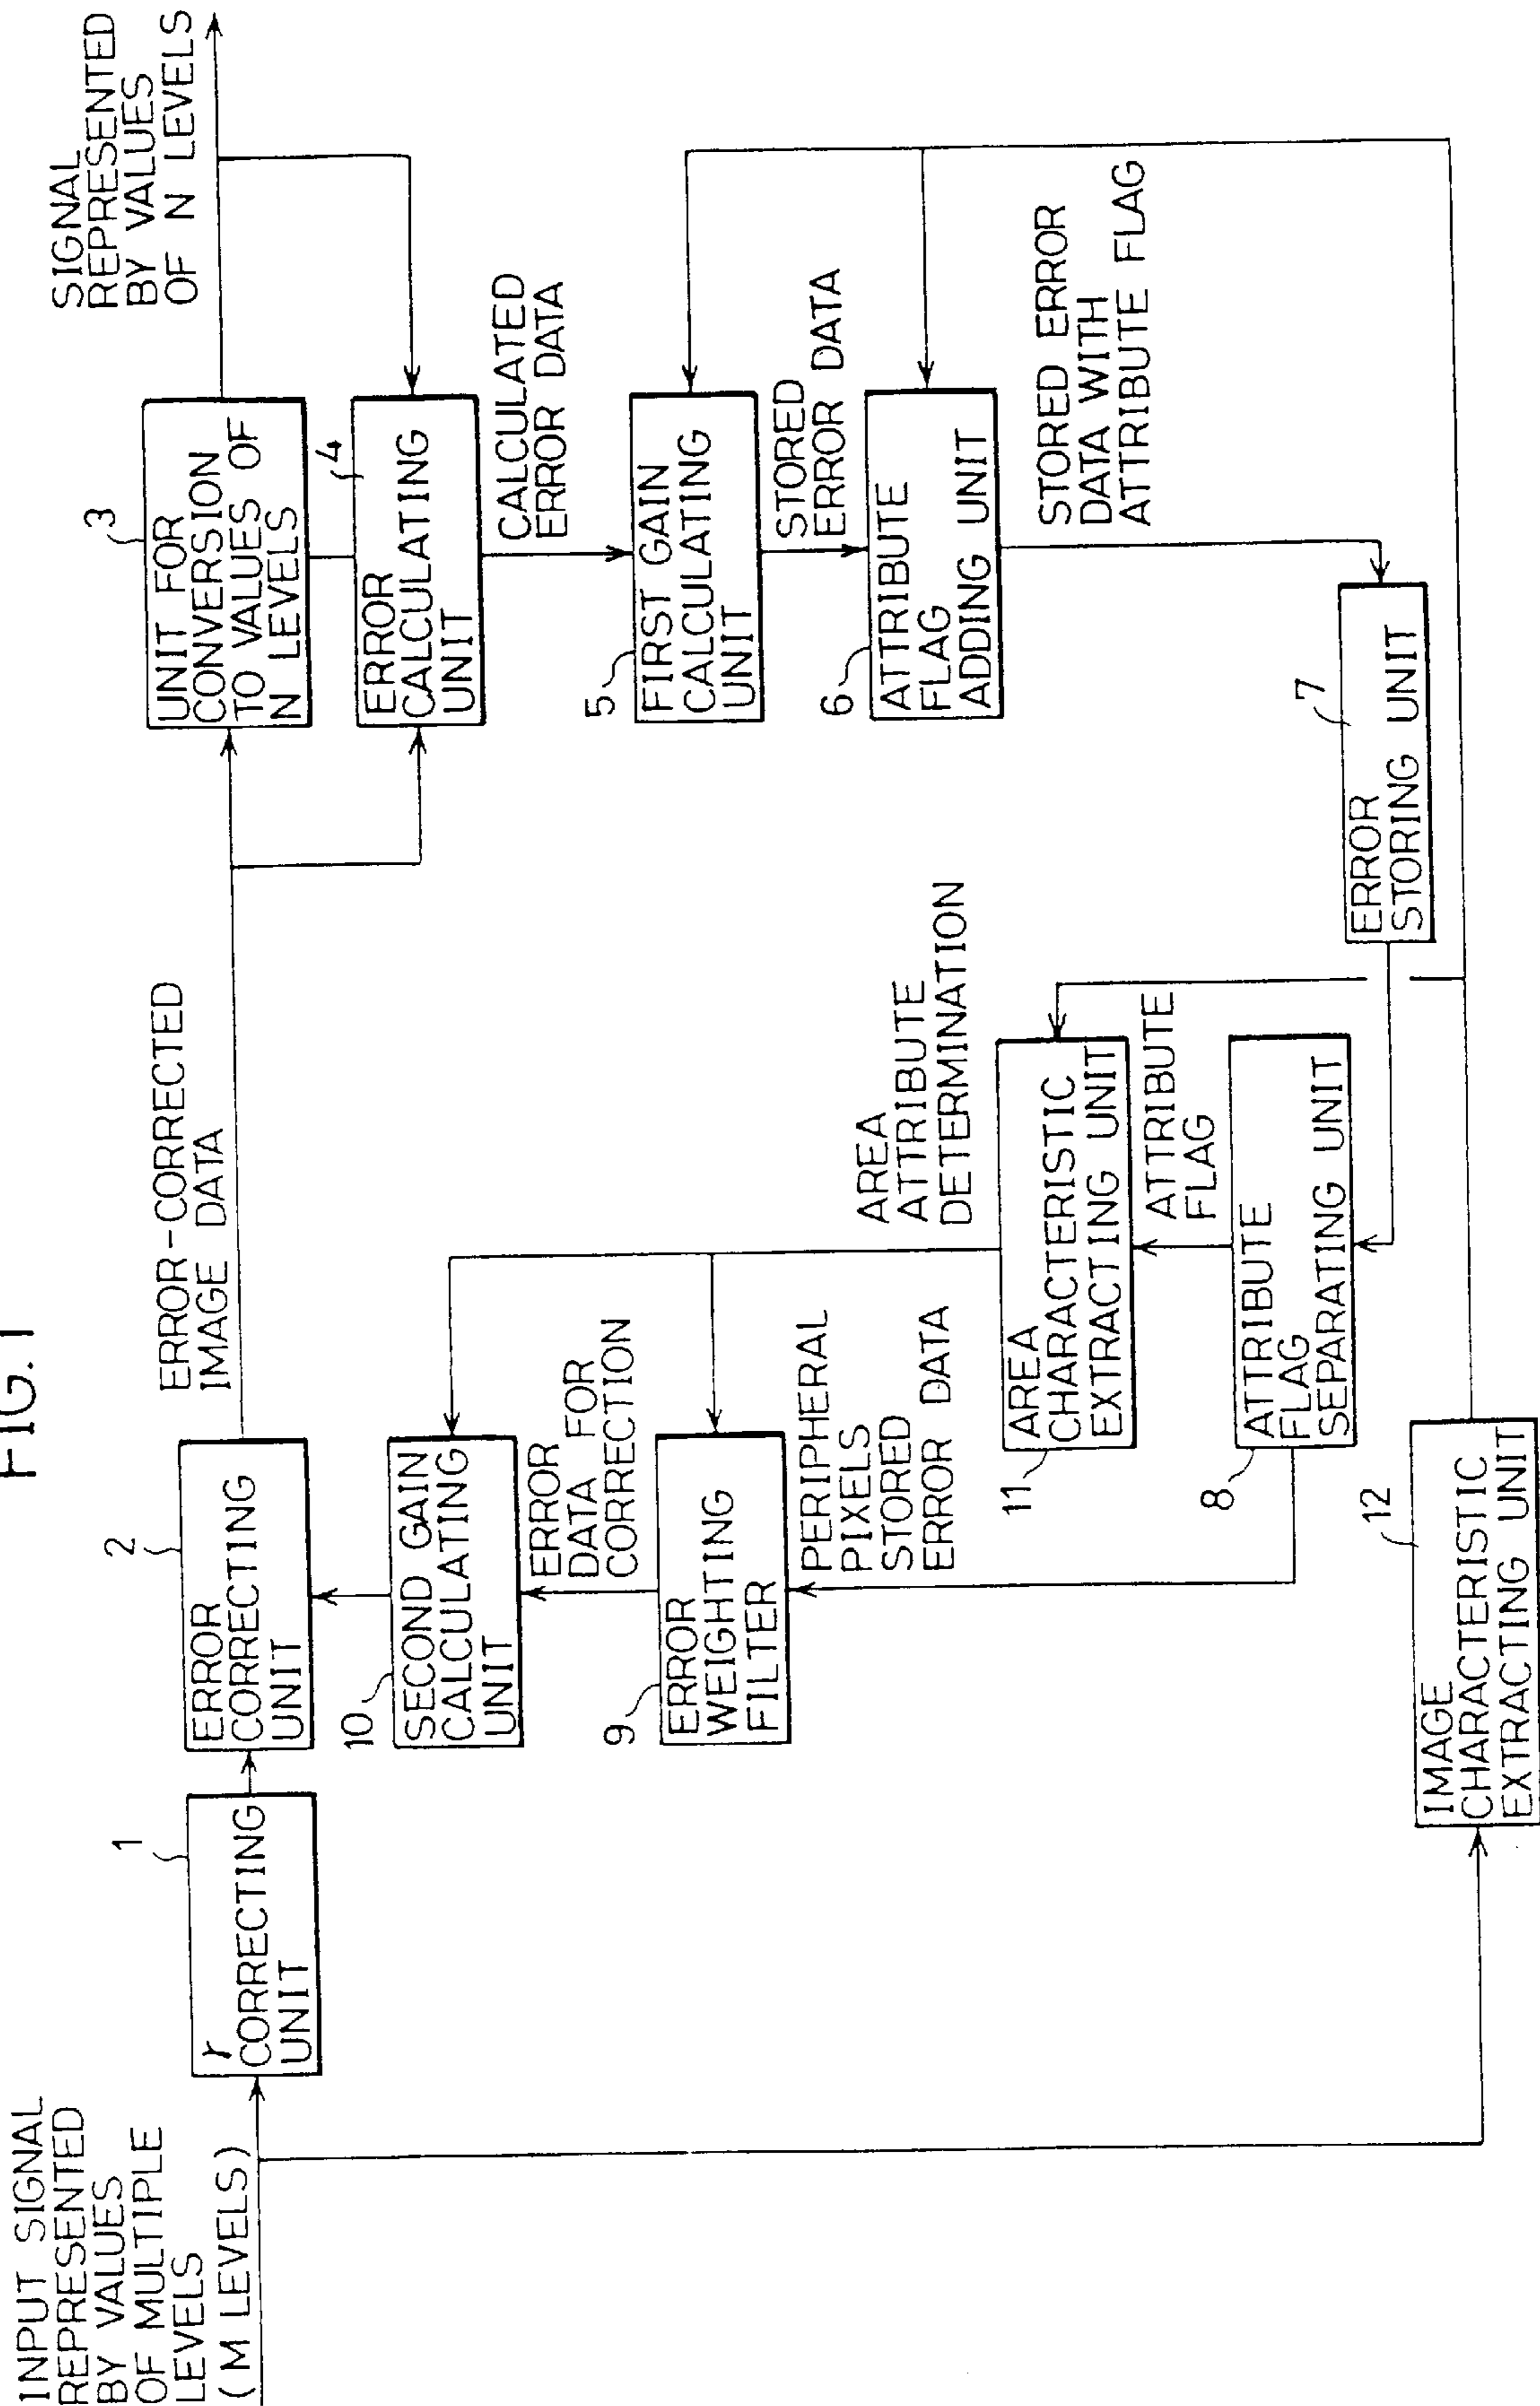 FIG. 1
INPUT SIGNAL
REPRESENTED
BY VALUES
OF MULTIPLE
LEVELS
(M LEVELS)
1
γ
CORRECTING
UNIT
2
ERROR
CORRECTING
UNIT
ERROR-CORRECTED
IMAGE DATA
3
UNIT FOR
CONVERSION
TO VALUES OF
N LEVELS
SIGNAL
REPRESENTED
BY VALUES
OF N LEVELS
4
ERROR
CALCULATING
UNIT
CALCULATED
ERROR DATA
10
SECOND GAIN
CALCULATING
UNIT
ERROR
DATA FOR
CORRECTION
5
FIRST GAIN
CALCULATING
UNIT
STORED
ERROR DATA
9
ERROR
WEIGHTING
FILTER
PERIPHERAL
PIXELS
STORED
ERROR DATA
AREA
ATTRIBUTE
DETERMINATION
6
ATTRIBUTE
FLAG
ADDING UNIT
STORED ERROR
DATA WITH
ATTRIBUTE FLAG
11
AREA
CHARACTERISTIC
EXTRACTING UNIT
ATTRIBUTE
FLAG
8
ATTRIBUTE
FLAG
SEPARATING UNIT
7
ERROR
STORING UNIT
12
IMAGE
CHARACTERISTIC
EXTRACTING UNIT